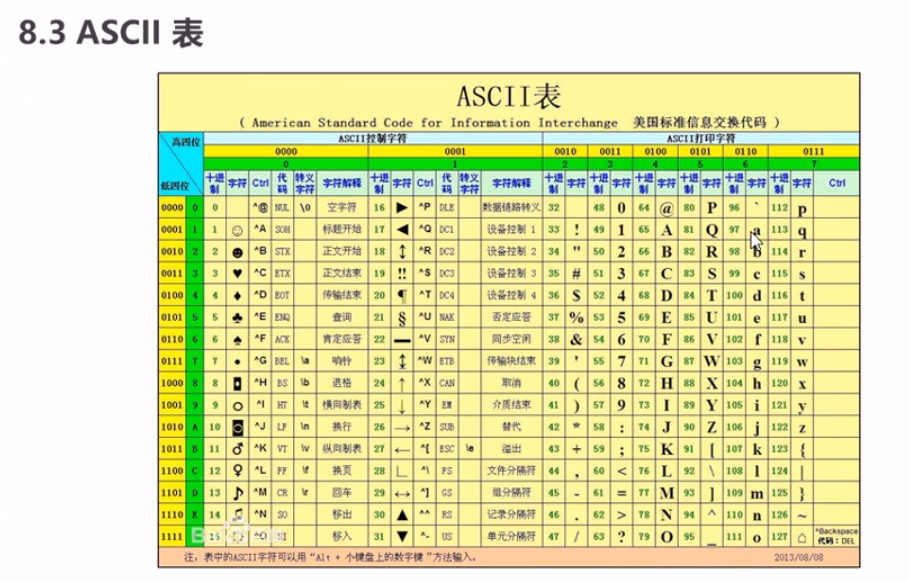 8.3 ASCII 表
ASCII表
( American Standard Code for Information Interchange 美国标准信息交换代码 )
高四位 ASCII控制字符 ASCII打印字符
0000 0001 0010 0011 0100 0101 0110 0111
0 1 2 3 4 5 6 7
低四位 十进制 字符 Ctrl 代码 转义字符 字符解释 十进制 字符 Ctrl 代码 转义字符 字符解释 十进制 字符 十进制 字符 十进制 字符 十进制 字符 十进制 字符 十进制 字符 Ctrl
0000 0 0 ^@ NUL \0 空字符 16 ► ^P DLE 数据链路转义 32 48 0 64 @ 80 P 96 ` 112 p
0001 1 1 ☺ ^A SOH 标题开始 17 ◄ ^Q DC1 设备控制 1 33 ! 49 1 65 A 81 Q 97 a 113 q
0010 2 2 ☻ ^B STX 正文开始 18 ↕ ^R DC2 设备控制 2 34 " 50 2 66 B 82 R 98 b 114 r
0011 3 3 ♥ ^C ETX 正文结束 19 ‼ ^S DC3 设备控制 3 35 # 51 3 67 C 83 S 99 c 115 s
0100 4 4 ♦ ^D EOT 传输结束 20 ¶ ^T DC4 设备控制 4 36 $ 52 4 68 D 84 T 100 d 116 t
0101 5 5 ♣ ^E ENQ 查询 21 § ^U NAK 否定应答 37 % 53 5 69 E 85 U 101 e 117 u
0110 6 6 ♠ ^F ACK 肯定应答 22 ▬ ^V SYN 同步空闲 38 & 54 6 70 F 86 V 102 f 118 v
0111 7 7 • ^G BEL \a 响铃 23 ↨ ^W ETB 传输块结束 39 ' 55 7 71 G 87 W 103 g 119 w
1000 8 8 ◘ ^H BS \b 退格 24 ↑ ^X CAN 取消 40 ( 56 8 72 H 88 X 104 h 120 x
1001 9 9 ○ ^I HT \t 横向制表 25 ↓ ^Y EM 介质结束 41 ) 57 9 73 I 89 Y 105 i 121 y
1010 A 10 ◙ ^J LF \n 换行 26 → ^Z SUB 替代 42 * 58 : 74 J 90 Z 106 j 122 z
1011 B 11 ♂ ^K VT \v 纵向制表 27 ← ^[ ESC \e 溢出 43 + 59 ; 75 K 91 [ 107 k 123 {
1100 C 12 ♀ ^L FF \f 换页 28 ∟ ^\ FS 文件分隔符 44 , 60 < 76 L 92 \ 108 l 124 |
1101 D 13 ♪ ^M CR \r 回车 29 ↔ ^] GS 组分隔符 45 - 61 = 77 M 93 ] 109 m 125 }
1110 E 14 ♫ ^N SO 移出 30 ▲ ^^ RS 记录分隔符 46 . 62 > 78 N 94 ^ 110 n 126 ~
1111 F 15 ^O SI 移入 31 ▼ ^- US 单元分隔符 47 / 63 ? 79 O 95 _ 111 o 127 ⌂ ^Backspace 代码: DEL
注: 表中的ASCII字符可以用 "Alt + 小键盘上的数字键" 方法输入。 2013/08/08